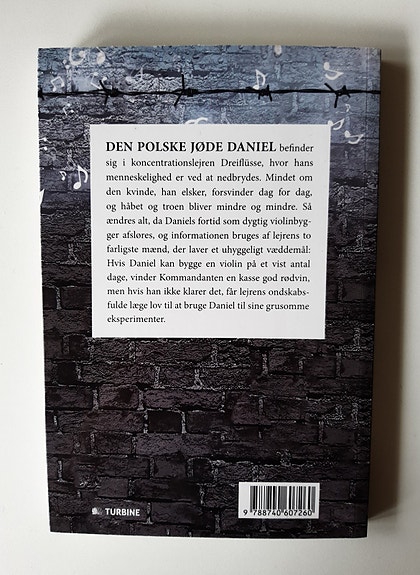 DEN POLSKE JØDE DANIEL befinder
sig i koncentrationslejren Dreiflüsse, hvor hans
menneskelighed er ved at nedbrydes. Mindet om
den kvinde, han elsker, forsvinder dag for dag,
og håbet og troen bliver mindre og mindre. Så
ændres alt, da Daniels fortid som dygtig violinbyg-
ger afsløres, og informationen bruges af lejrens to
farligste mænd, der laver et uhyggeligt væddemål:
Hvis Daniel kan bygge en violin på et vist antal
dage, vinder Kommandanten en kasse god rødvin,
men hvis han ikke klarer det, får lejrens ondskabs-
fulde læge lov til at bruge Daniel til sine grusomme
eksperimenter.
TURBINE
9 788740 607260